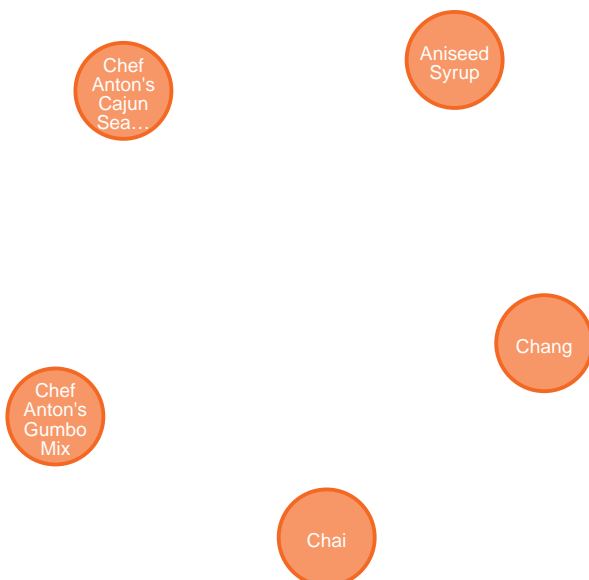 Aniseed
Syrup
Chef
Anton's
Cajun
Sea…
Chang
Chef
Anton's
Gumbo
Mix
Chai